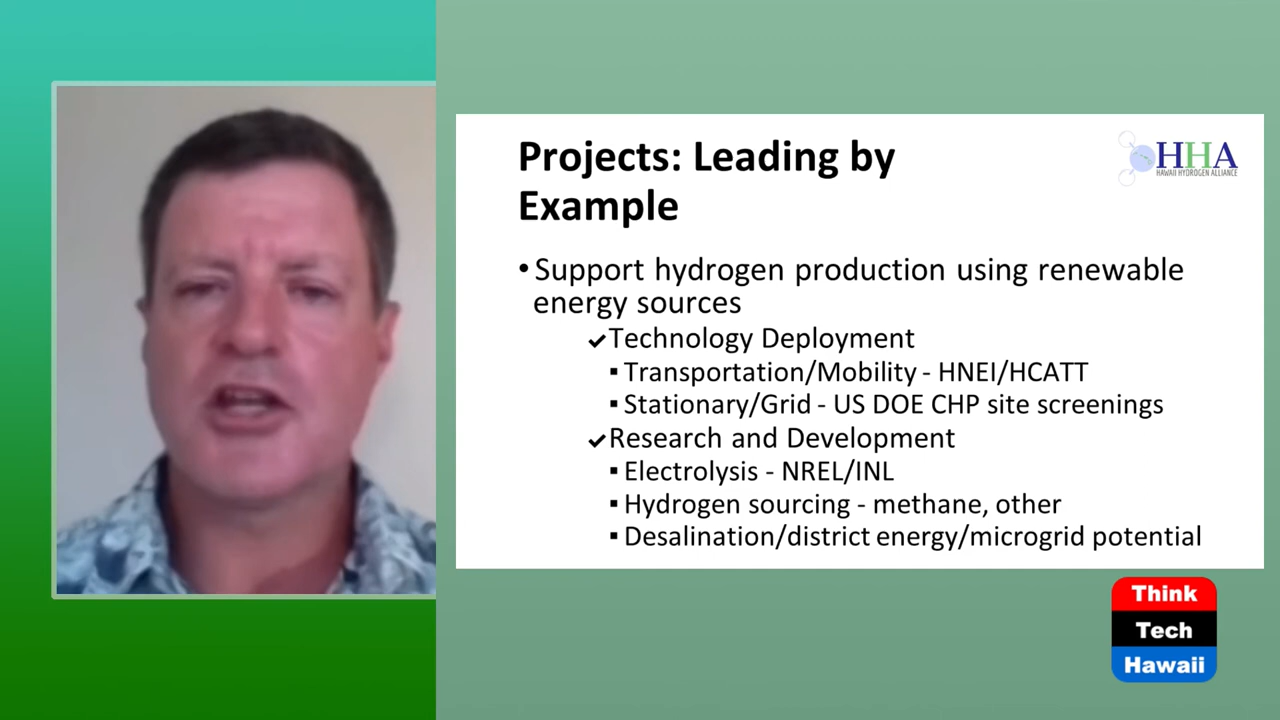 Projects: Leading by
Example
HHA
HAWAII HYDROGEN ALLIANCE
• Support hydrogen production using renewable
energy sources
✔Technology Deployment
▪ Transportation/Mobility - HNEI/HCATT
▪ Stationary/Grid - US DOE CHP site screenings
✔Research and Development
▪ Electrolysis - NREL/INL
▪ Hydrogen sourcing - methane, other
▪ Desalination/district energy/microgrid potential
Think
Tech
Hawaii